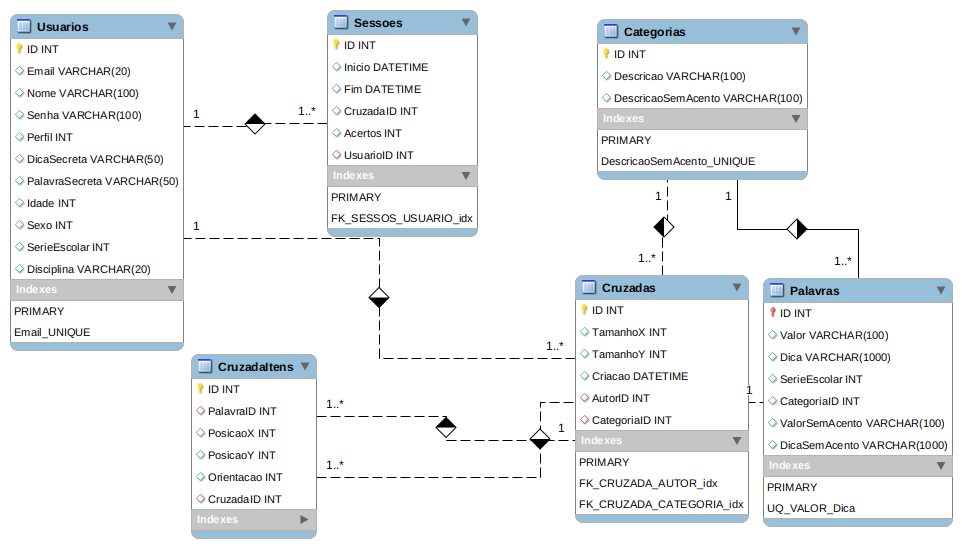 Usuarios
ID INT
Email VARCHAR(20)
Nome VARCHAR(100)
Senha VARCHAR(100)
Perfil INT
DicaSecreta VARCHAR(50)
PalavraSecreta VARCHAR(50)
Idade INT
Sexo INT
SerieEscolar INT
Disciplina VARCHAR(20)
Indexes
PRIMARY
Email_UNIQUE
1
1..*
Sessoes
ID INT
Inicio DATETIME
Fim DATETIME
CruzadaID INT
Acertos INT
UsuarioID INT
Indexes
PRIMARY
FK_SESSOS_USUARIO_idx
Categorias
ID INT
Descricao VARCHAR(100)
DescricaoSemAcento VARCHAR(100)
Indexes
PRIMARY
DescricaoSemAcento_UNIQUE
1
1
1..*
1..*
1
1..*
CruzadaItens
ID INT
PalavraID INT
PosicaoX INT
PosicaoY INT
Orientacao INT
CruzadaID INT
Indexes
1..*
1..*
1
Cruzadas
ID INT
TamanhoX INT
TamanhoY INT
Criacao DATETIME
AutorID INT
CategoriaID INT
Indexes
PRIMARY
FK_CRUZADA_AUTOR_idx
FK_CRUZADA_CATEGORIA_idx
1
Palavras
ID INT
Valor VARCHAR(100)
Dica VARCHAR(1000)
SerieEscolar INT
CategoriaID INT
ValorSemAcento VARCHAR(100)
DicaSemAcento VARCHAR(1000)
Indexes
PRIMARY
UQ_VALOR_Dica